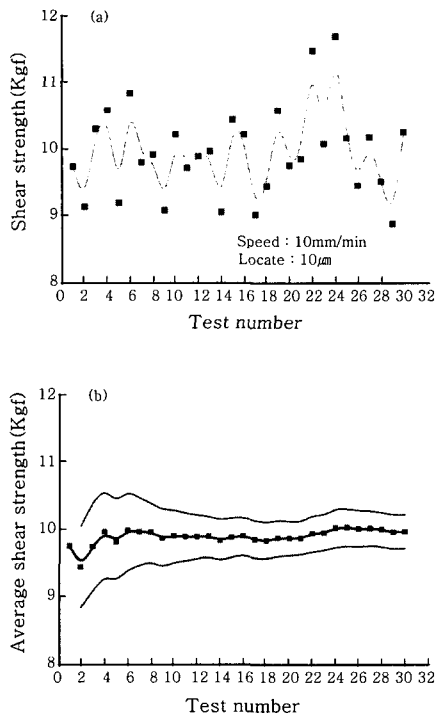 (a)
Shear strength(Kgf)
12
11
10
9
8
Speed : 10mm/min
Locate : 10㎛
0 2 4 6 8 10 12 14 16 18 20 22 24 26 28 30 32
Test number
(b)
Average shear strength(Kgf)
12
11
10
9
8
0 2 4 6 8 10 12 14 16 18 20 22 24 26 28 30 32
Test number